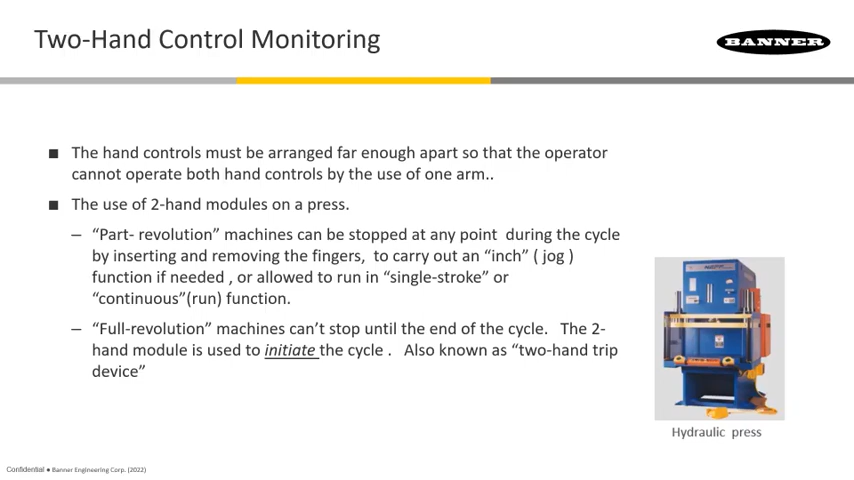 Two-Hand Control Monitoring
BANNER
■ The hand controls must be arranged far enough apart so that the operator
cannot operate both hand controls by the use of one arm..
■ The use of 2-hand modules on a press.
– “Part- revolution” machines can be stopped at any point during the cycle
by inserting and removing the fingers, to carry out an “inch” ( jog )
function if needed , or allowed to run in “single-stroke” or
“continuous”(run) function.
– “Full-revolution” machines can’t stop until the end of the cycle. The 2-
hand module is used to initiate the cycle . Also known as “two-hand trip
device”
Hydraulic press
Confidential ● Banner Engineering Corp. (2022)